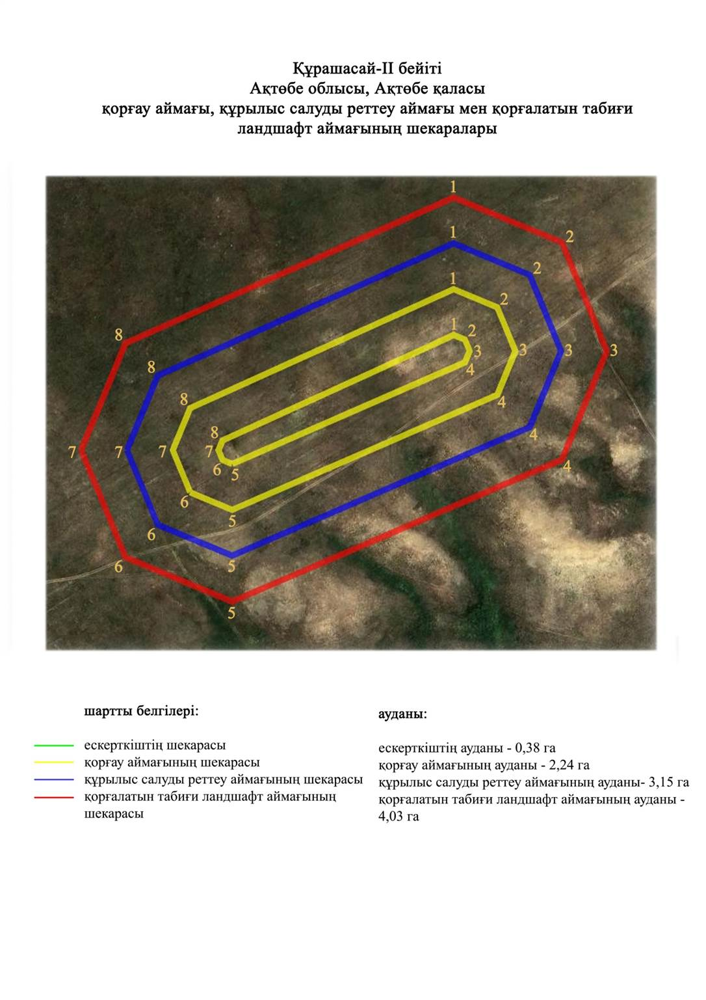 Құрашасай-II бейіті
Ақтөбе облысы, Ақтөбе қаласы
қорғау аймағы, құрылыс салуды реттеу аймағы мен қорғалатын табиғи
ландшафт аймағының шекаралары
1
2
3
4
5
6
7
8
1
2
3
4
5
6
7
8
1
2
3
4
5
6
7
8
1
2
3
4
5
6
7
8
шартты белгілері:
ескерткіштің шекарасы
қорғау аймағының шекарасы
құрылыс салуды реттеу аймағының шекарасы
қорғалатын табиғи ландшафт аймағының
шекарасы
ауданы:
ескерткіштің ауданы - 0,38 га
қорғау аймағының ауданы - 2,24 га
құрылыс салуды реттеу аймағының ауданы- 3,15 га
қорғалатын табиғи ландшафт аймағының ауданы -
4,03 га